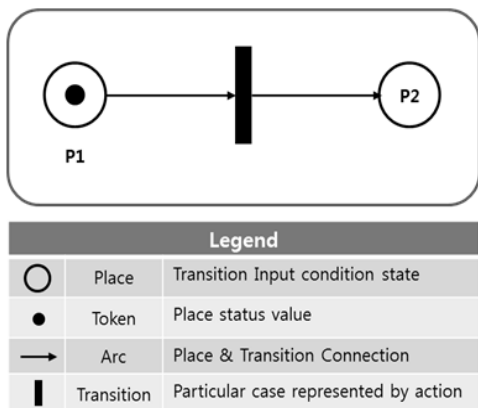 P1
P2
Legend
Place Transition Input condition state
Token Place status value
Arc Place & Transition Connection
Transition Particular case represented by action